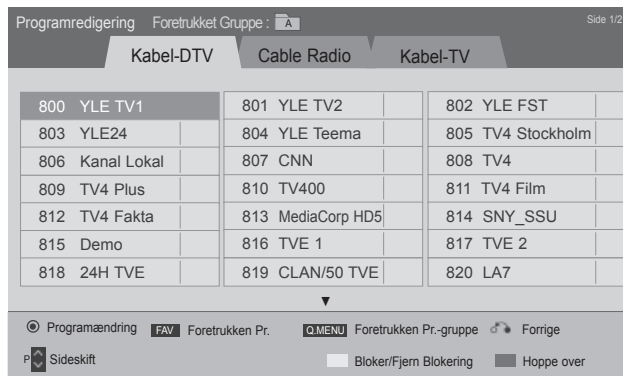 Programredigering Foretrukket Gruppe : A Side 1/2
Kabel-DTV Cable Radio Kabel-TV
800 YLE TV1 801 YLE TV2 802 YLE FST
803 YLE24 804 YLE Teema 805 TV4 Stockholm
806 Kanal Lokal 807 CNN 808 TV4
809 TV4 Plus 810 TV400 811 TV4 Film
812 TV4 Fakta 813 MediaCorp HD5 814 SNY_SSU
815 Demo 816 TVE 1 817 TVE 2
818 24H TVE 819 CLAN/50 TVE 820 LA7
Programændring FAV Foretrukken Pr. Q.MENU Foretrukken Pr.-gruppe Forrige
P Sideskift Bloker/Fjern Blokering Hoppe over